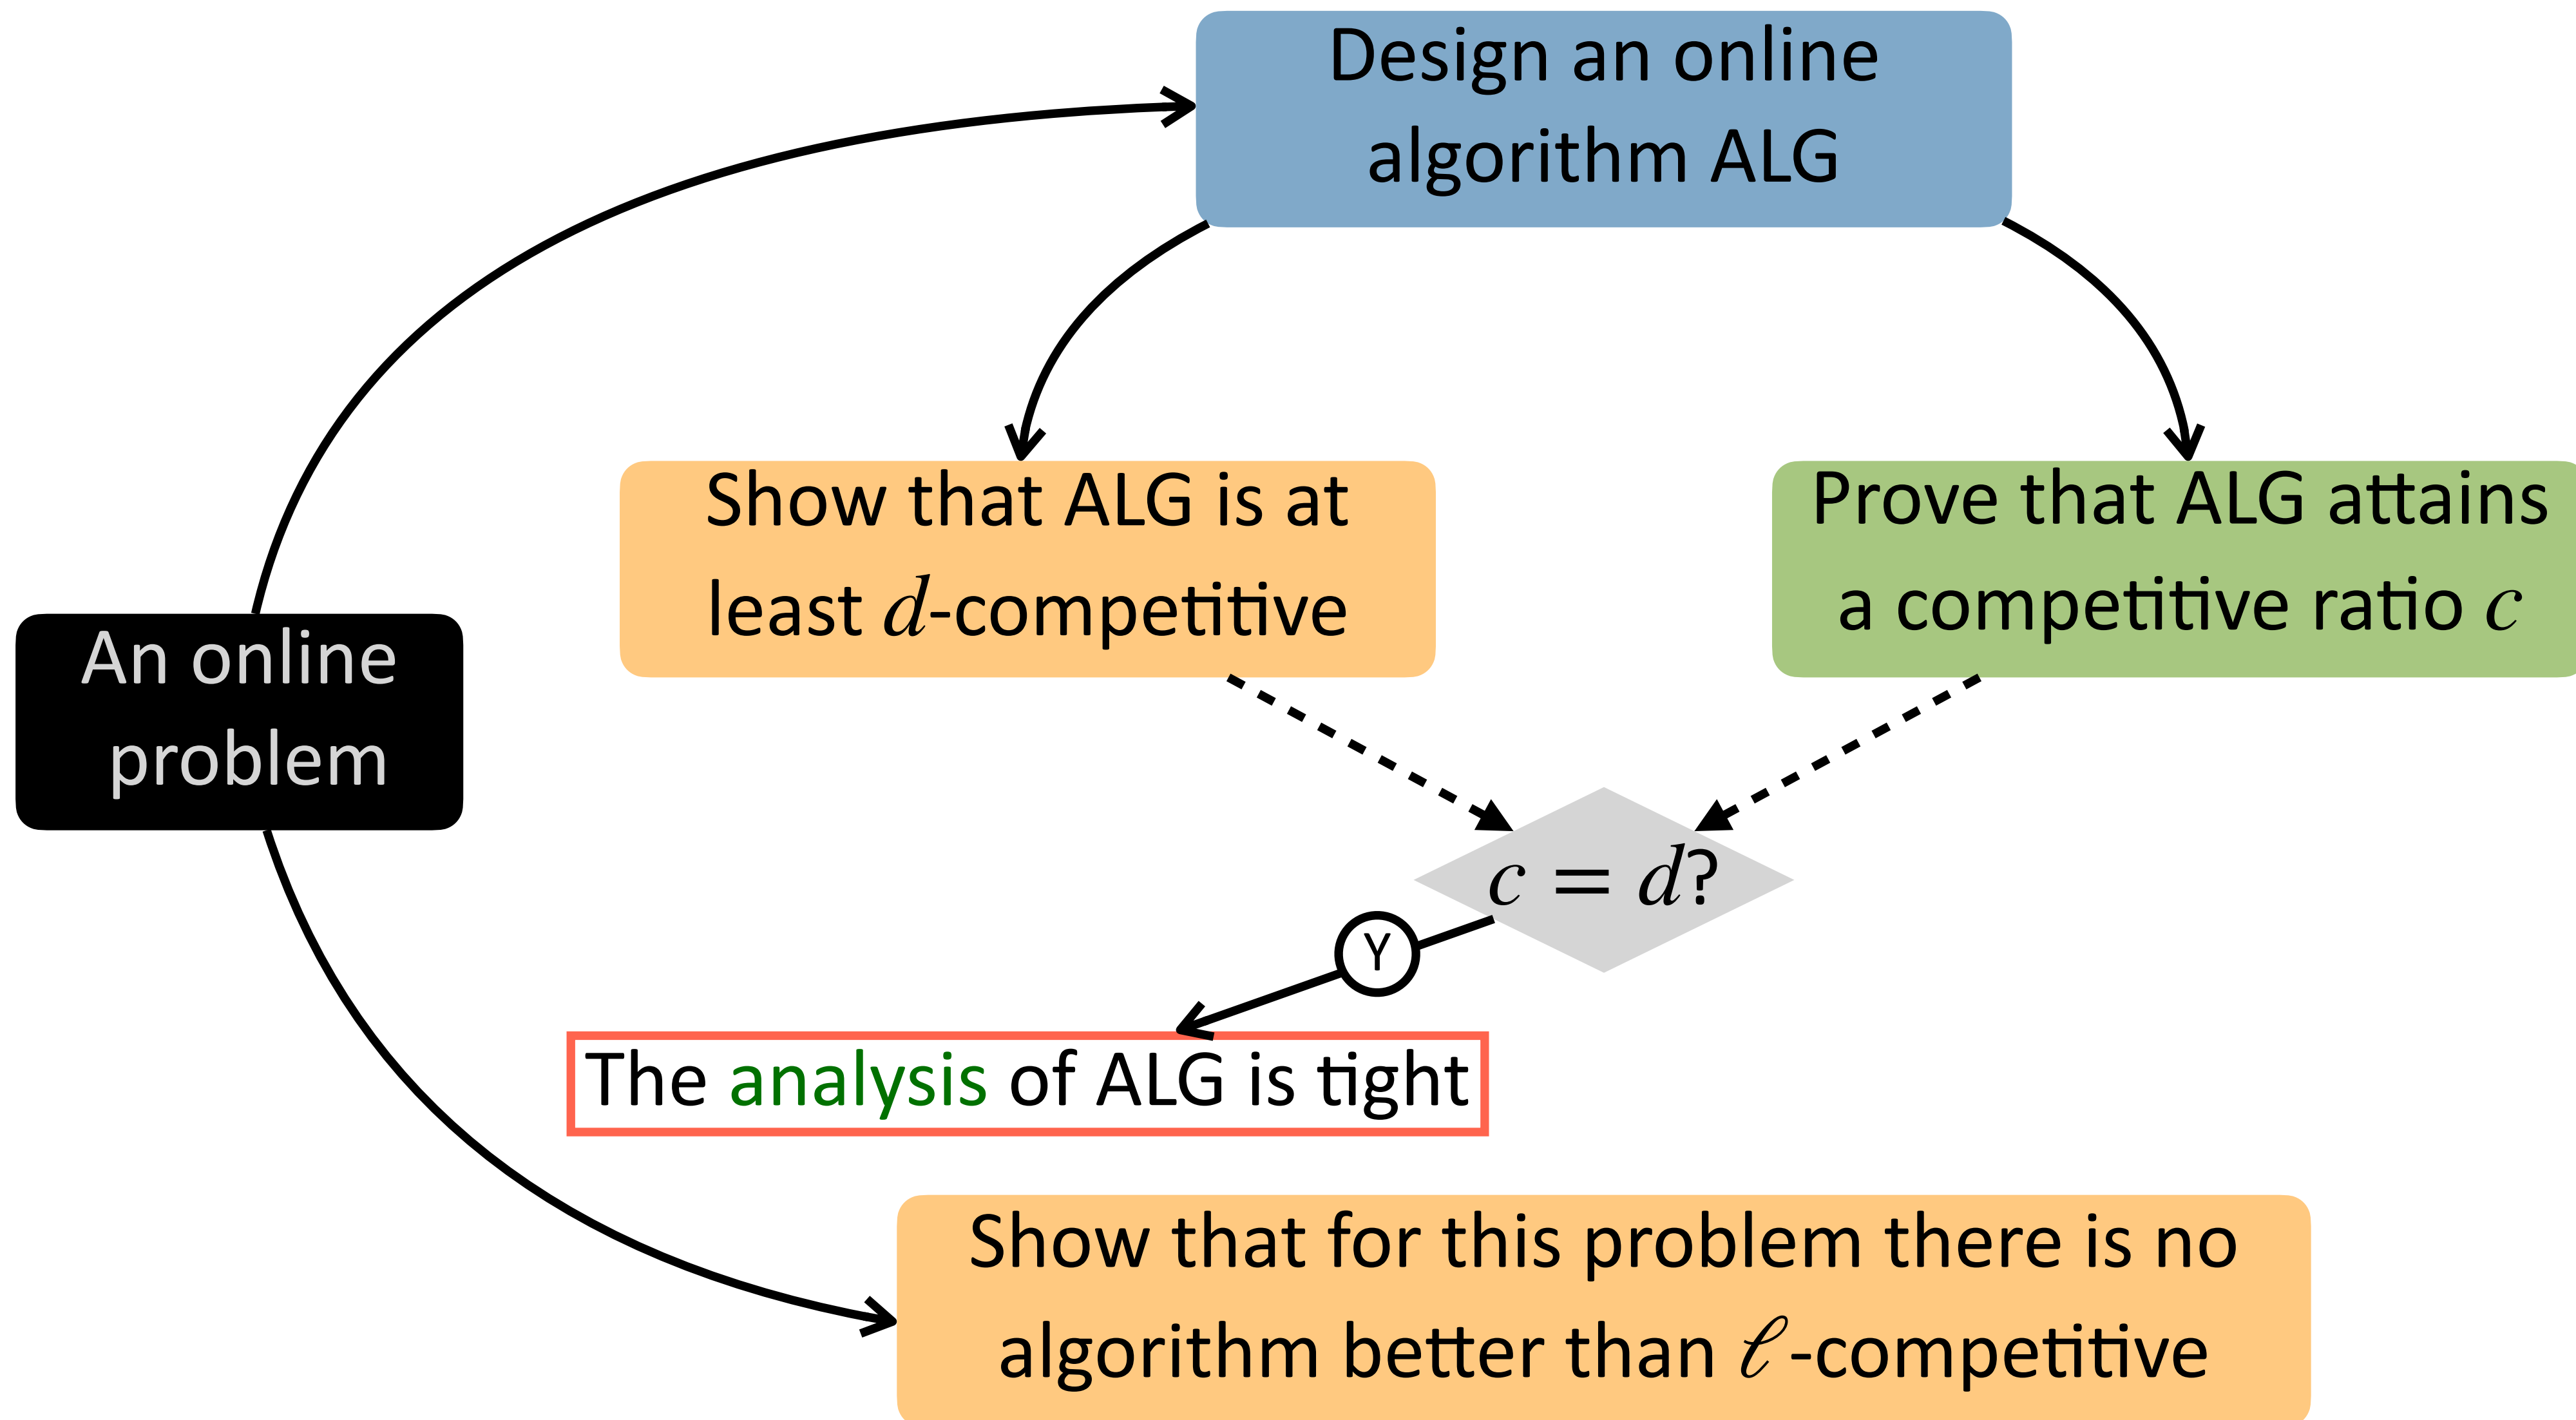 Design an online
algorithm ALG
Show that ALG is at
least d-competitive
Prove that ALG attains
a competitive ratio c
An online
problem
c = d?
Y
The analysis of ALG is tight
Show that for this problem there is no
algorithm better than ℓ-competitive